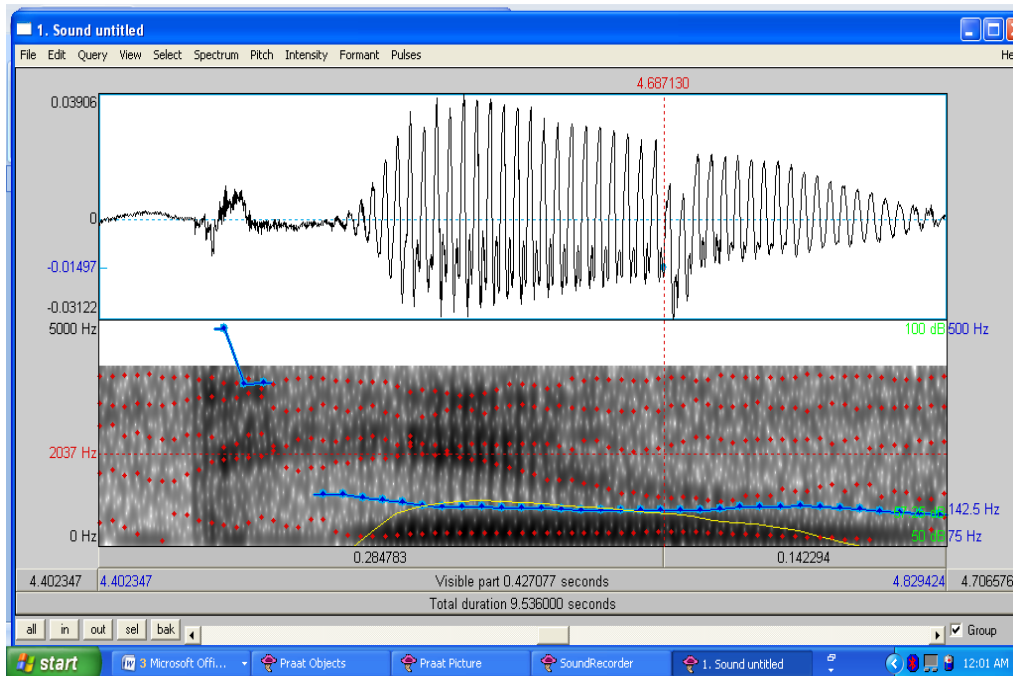 1. Sound untitled
File Edit Query View Select Spectrum Pitch Intensity Formant Pulses He
4.687130
0.03906
0
-0.01497
-0.03122
5000 Hz 100 dB 500 Hz
2037 Hz
142.5 Hz
0 Hz 50 dB 75 Hz
0.284783 0.142294
4.402347 4.402347 Visible part 0.427077 seconds 4.829424 4.706576
Total duration 9.536000 seconds
all in out sel bak Group
start 3 Microsoft Offi... Praat Objects Praat Picture SoundRecorder 1. Sound untitled 12:01 AM